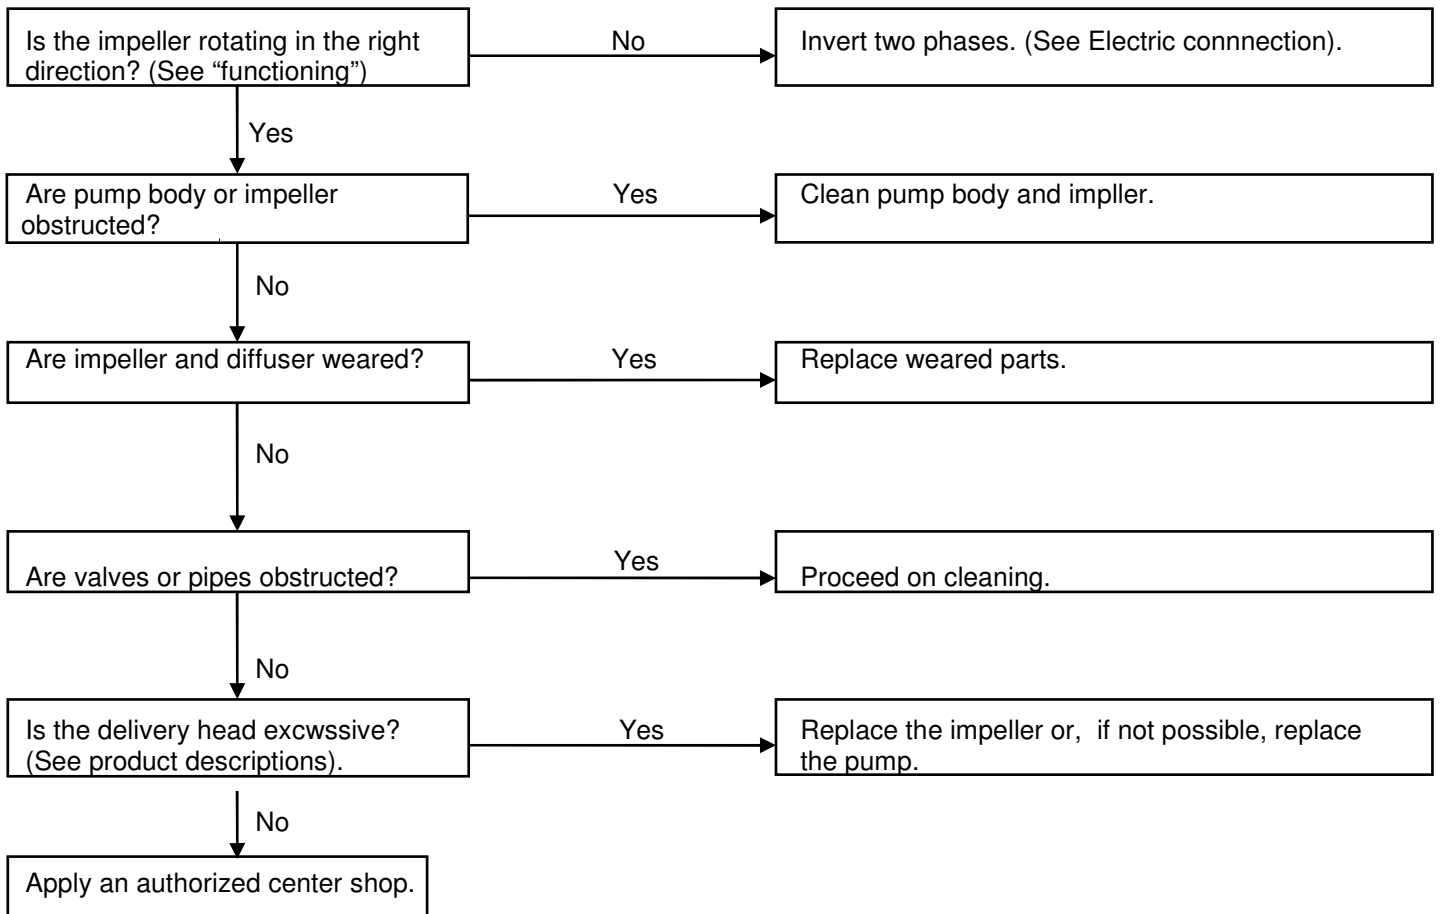 Is the impeller rotating in the right
direction? (See “functioning”)
No
Invert two phases. (See Electric connnection).
Yes
Are pump body or impeller
obstructed?
Yes
Clean pump body and impller.
No
Are impeller and diffuser weared?
Yes
Replace weared parts.
No
Are valves or pipes obstructed?
Yes
Proceed on cleaning.
No
Is the delivery head excwssive?
(See product descriptions).
Yes
Replace the impeller or,  if not possible, replace
the pump.
No
Apply an authorized center shop.